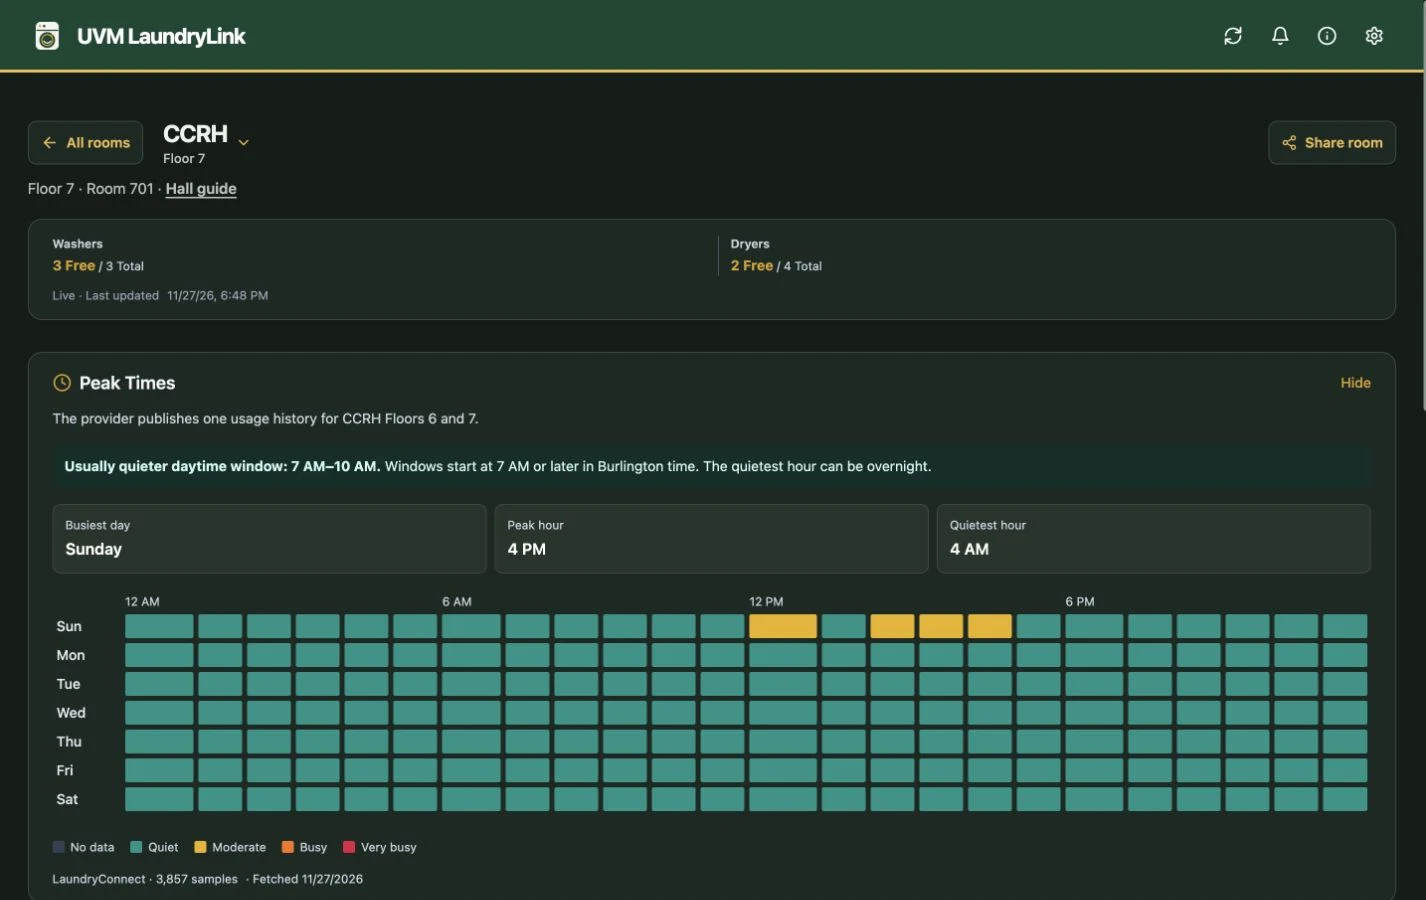 UVM LaundryLink
All rooms
CCRH
Floor 7
Share room
Floor 7 · Room 701 · Hall guide
Washers
3 Free / 3 Total
Dryers
2 Free / 4 Total
Live · Last updated 11/27/26, 6:48 PM
Peak Times
Hide
The provider publishes one usage history for CCRH Floors 6 and 7.
Usually quieter daytime window: 7 AM–10 AM. Windows start at 7 AM or later in Burlington time. The quietest hour can be overnight.
Busiest day
Sunday
Peak hour
4 PM
Quietest hour
4 AM
12 AM 6 AM 12 PM 6 PM
Sun
Mon
Tue
Wed
Thu
Fri
Sat
No data Quiet Moderate Busy Very busy
LaundryConnect · 3,857 samples · Fetched 11/27/2026